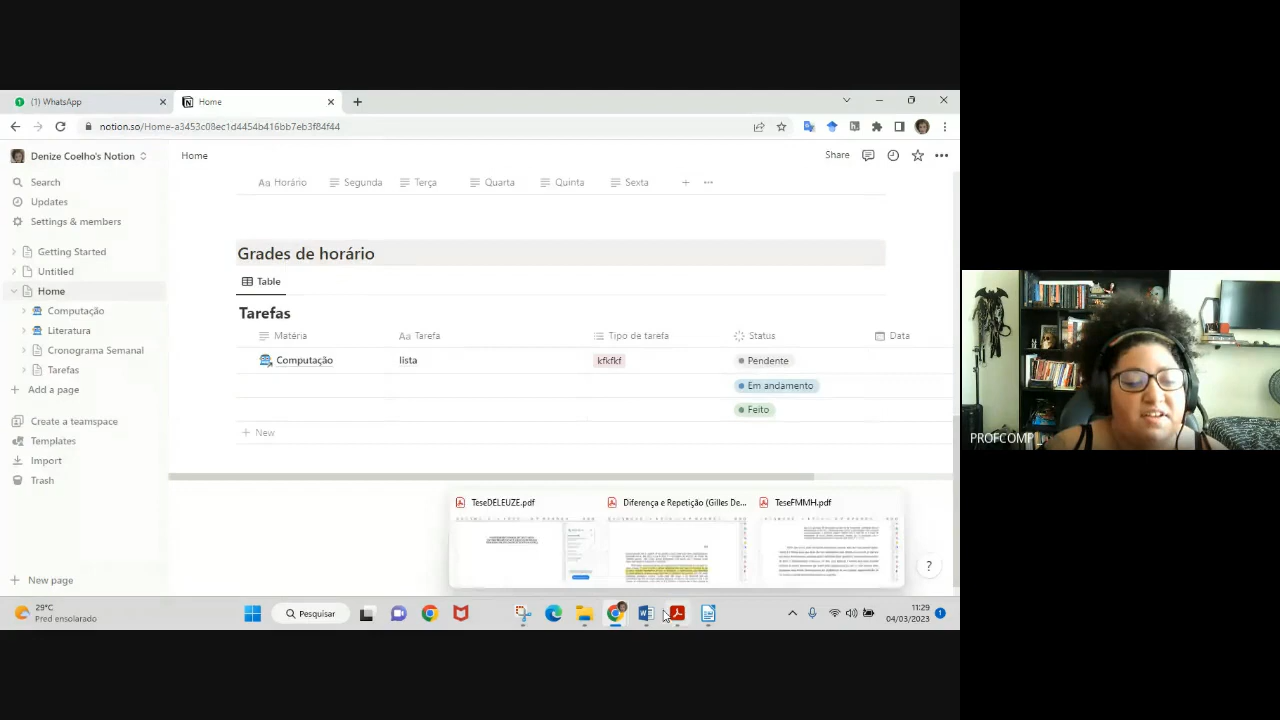 (1) WhatsApp
Home
notion.so/Home-a3453c08ec1d4454b416bb7eb3f84f44
Denize Coelho's Notion
Home
Share
Search
Updates
Settings & members
Getting Started
Untitled
Home
Computação
Literatura
Cronograma Semanal
Tarefas
Add a page
Create a teamspace
Templates
Import
Trash
New page
Aa Horário Segunda Terça Quarta Quinta Sexta
Grades de horário
Table
Tarefas
Matéria Aa Tarefa Tipo de tarefa Status Data
Computação lista kfkfkf Pendente
Em andamento
Feito
+ New
TeseDELEUZE.pdf Diferença e Repetição (Gilles De... TeseFMMH.pdf
?
29°C
Pred ensolarado
Pesquisar
11:29
04/03/2023
1
PROFCOMP